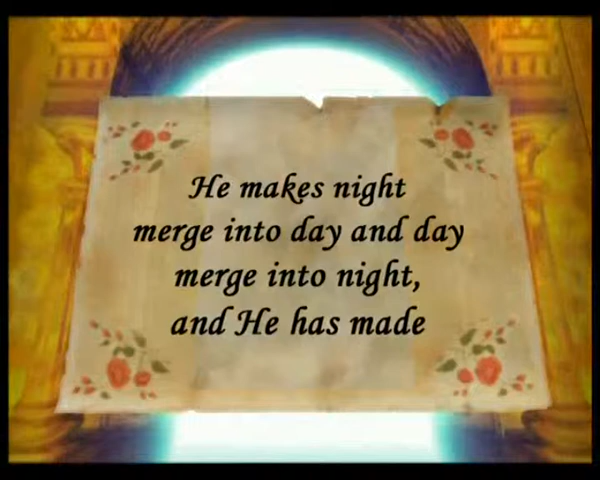 He makes night
merge into day and day
merge into night,
and He has made